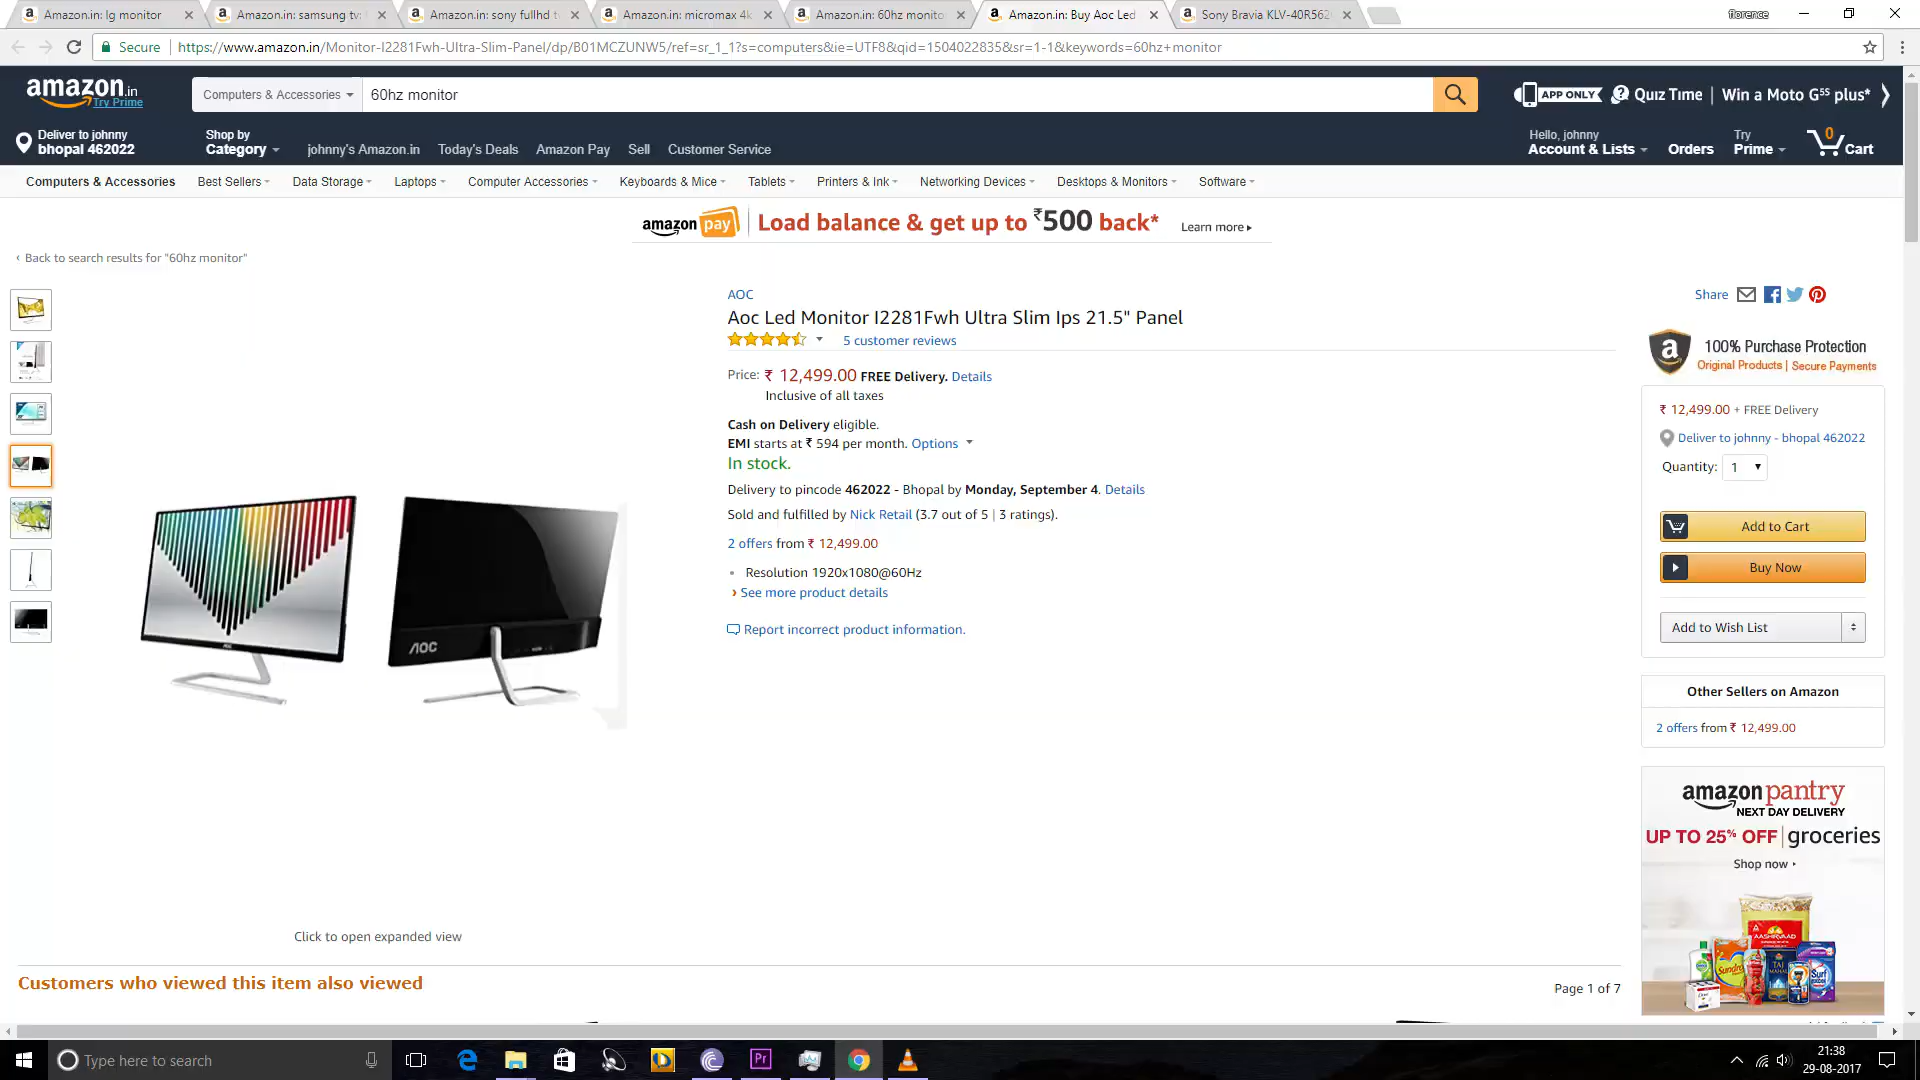 Amazon.in: lg monitor
Amazon.in: samsung tv:
Amazon.in: sony fullhd t
Amazon.in: micromax 4k
Amazon.in: 60hz monito
Amazon.in: Buy Aoc Led
Sony Bravia KLV-40R562
florence
Secure
https://www.amazon.in/Monitor-I2281Fwh-Ultra-Slim-Panel/dp/B01MCZUNW5/ref=sr_1_1?s=computers&ie=UTF8&qid=1504022835&sr=1-1&keywords=60hz+monitor
amazon.in
Try Prime
Computers & Accessories
60hz monitor
APP ONLY
Quiz Time | Win a Moto G5S plus*
Deliver to johnny
bhopal 462022
Shop by
Category
johnny's Amazon.in
Today's Deals
Amazon Pay
Sell
Customer Service
Hello, johnny
Account & Lists
Orders
Try
Prime
0
Cart
Computers & Accessories
Best Sellers
Data Storage
Laptops
Computer Accessories
Keyboards & Mice
Tablets
Printers & Ink
Networking Devices
Desktops & Monitors
Software
amazon pay
Load balance & get up to ₹500 back*
Learn more
‹ Back to search results for "60hz monitor"
AOC
Aoc Led Monitor I2281Fwh Ultra Slim Ips 21.5" Panel
5 customer reviews
Price: ₹ 12,499.00 FREE Delivery. Details
Inclusive of all taxes
Cash on Delivery eligible.
EMI starts at ₹ 594 per month. Options
In stock.
Delivery to pincode 462022 - Bhopal by Monday, September 4. Details
Sold and fulfilled by Nick Retail (3.7 out of 5 | 3 ratings).
2 offers from ₹ 12,499.00
Resolution 1920x1080@60Hz
› See more product details
Report incorrect product information.
AOC
Click to open expanded view
Share
100% Purchase Protection
Original Products | Secure Payments
₹ 12,499.00 + FREE Delivery
Deliver to johnny - bhopal 462022
Quantity: 1
Add to Cart
Buy Now
Add to Wish List
Other Sellers on Amazon
2 offers from ₹ 12,499.00
amazon pantry
NEXT DAY DELIVERY
UP TO 25% OFF | groceries
Shop now
AASHIRVAAD
Sundrop
TAJ
MAHAL
Surf
excel
Customers who viewed this item also viewed
Page 1 of 7
Type here to search
Pr
21:38
29-08-2017